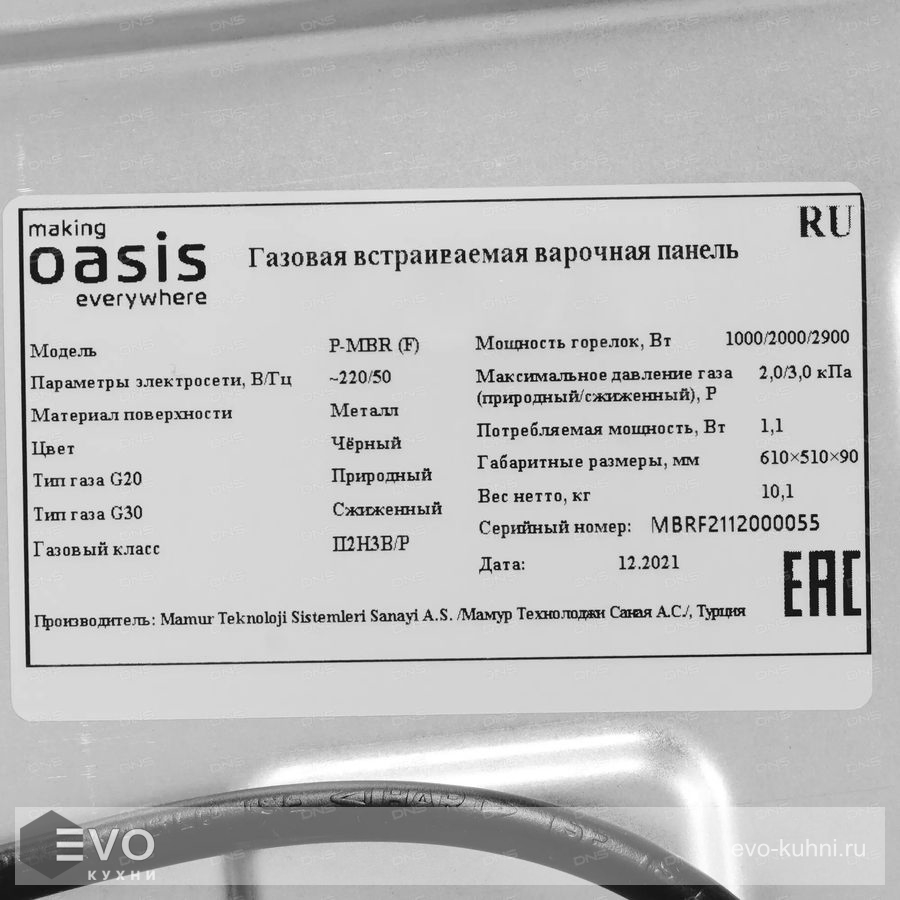 making
oasis
everywhere
Газовая встраиваемая варочная панель
RU
Модель P-MBR (F)
Параметры электросети, В/Гц ~220/50
Материал поверхности Металл
Цвет Чёрный
Тип газа G20 Природный
Тип газа G30 Сжиженный
Газовый класс П2Н3В/Р
Мощность горелок, Вт 1000/2000/2900
Максимальное давление газа 2,0/3,0 кПа
(природный/сжиженный), Р
Потребляемая мощность, Вт 1,1
Габаритные размеры, мм 610×510×90
Вес нетто, кг 10,1
Серийный номер: MBRF2112000055
Дата: 12.2021
EAC
Производитель: Mamur Teknoloji Sistemleri Sanayi A.S. /Мамур Технолоджи Саная А.С./, Турция
EVO
КУХНИ
evo-kuhni.ru